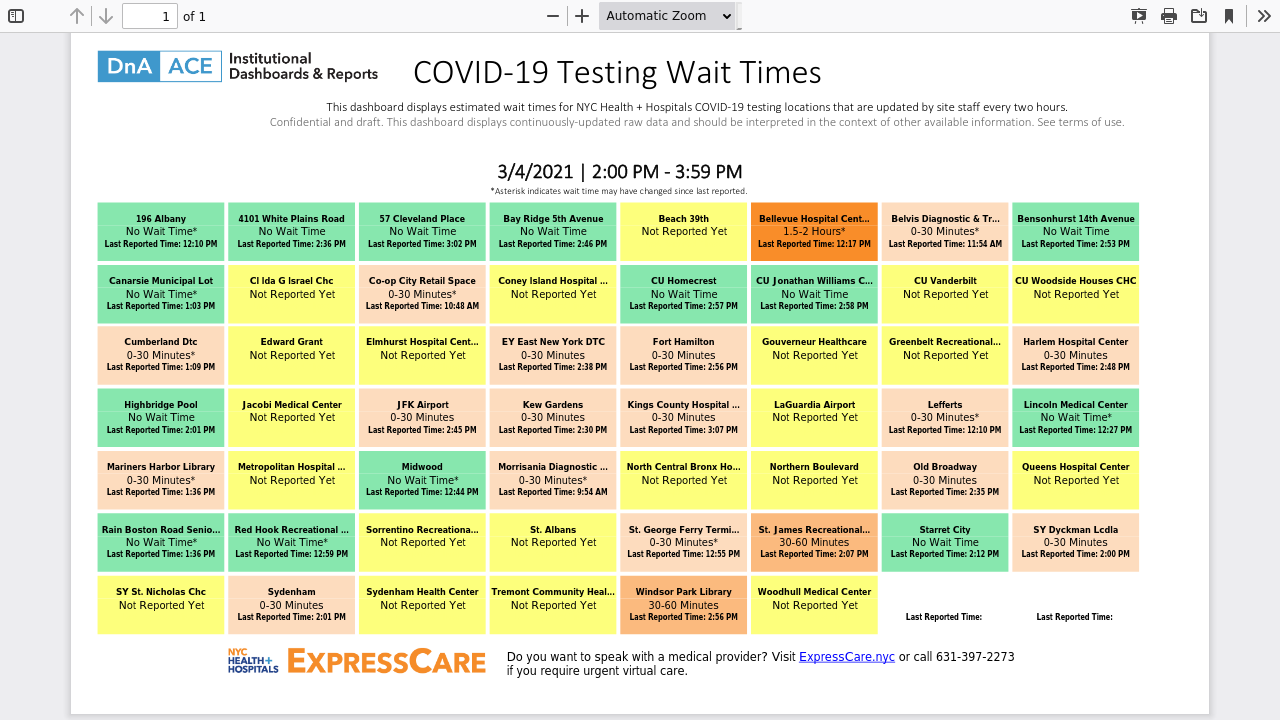 1 of 1
Automatic Zoom
DnA ACE Institutional
Dashboards & Reports
COVID-19 Testing Wait Times
This dashboard displays estimated wait times for NYC Health + Hospitals COVID-19 testing locations that are updated by site staff every two hours.
Confidential and draft. This dashboard displays continuously-updated raw data and should be interpreted in the context of other available information. See terms of use.
3/4/2021 | 2:00 PM - 3:59 PM
*Asterisk indicates wait time may have changed since last reported.
196 Albany
No Wait Time*
Last Reported Time: 12:10 PM
4101 White Plains Road
No Wait Time
Last Reported Time: 2:36 PM
57 Cleveland Place
No Wait Time
Last Reported Time: 3:02 PM
Bay Ridge 5th Avenue
No Wait Time
Last Reported Time: 2:46 PM
Beach 39th
Not Reported Yet
Bellevue Hospital Cent...
1.5-2 Hours*
Last Reported Time: 12:17 PM
Belvis Diagnostic & Tr...
0-30 Minutes*
Last Reported Time: 11:54 AM
Bensonhurst 14th Avenue
No Wait Time
Last Reported Time: 2:53 PM
Canarsie Municipal Lot
No Wait Time*
Last Reported Time: 1:03 PM
Cl Ida G Israel Chc
Not Reported Yet
Co-op City Retail Space
0-30 Minutes*
Last Reported Time: 10:48 AM
Coney Island Hospital ...
Not Reported Yet
CU Homecrest
No Wait Time
Last Reported Time: 2:57 PM
CU Jonathan Williams C...
No Wait Time
Last Reported Time: 2:58 PM
CU Vanderbilt
Not Reported Yet
CU Woodside Houses CHC
Not Reported Yet
Cumberland Dtc
0-30 Minutes*
Last Reported Time: 1:09 PM
Edward Grant
Not Reported Yet
Elmhurst Hospital Cent...
Not Reported Yet
EY East New York DTC
0-30 Minutes
Last Reported Time: 2:38 PM
Fort Hamilton
0-30 Minutes
Last Reported Time: 2:56 PM
Gouverneur Healthcare
Not Reported Yet
Greenbelt Recreational...
Not Reported Yet
Harlem Hospital Center
0-30 Minutes
Last Reported Time: 2:48 PM
Highbridge Pool
No Wait Time
Last Reported Time: 2:01 PM
Jacobi Medical Center
Not Reported Yet
JFK Airport
0-30 Minutes
Last Reported Time: 2:45 PM
Kew Gardens
0-30 Minutes
Last Reported Time: 2:30 PM
Kings County Hospital ...
0-30 Minutes
Last Reported Time: 3:07 PM
LaGuardia Airport
Not Reported Yet
Lefferts
0-30 Minutes*
Last Reported Time: 12:10 PM
Lincoln Medical Center
No Wait Time*
Last Reported Time: 12:27 PM
Mariners Harbor Library
0-30 Minutes*
Last Reported Time: 1:36 PM
Metropolitan Hospital ...
Not Reported Yet
Midwood
No Wait Time*
Last Reported Time: 12:44 PM
Morrisania Diagnostic ...
0-30 Minutes*
Last Reported Time: 9:54 AM
North Central Bronx Ho...
Not Reported Yet
Northern Boulevard
Not Reported Yet
Old Broadway
0-30 Minutes
Last Reported Time: 2:35 PM
Queens Hospital Center
Not Reported Yet
Rain Boston Road Senio...
No Wait Time*
Last Reported Time: 1:36 PM
Red Hook Recreational ...
No Wait Time*
Last Reported Time: 12:59 PM
Sorrentino Recreationa...
Not Reported Yet
St. Albans
Not Reported Yet
St. George Ferry Termi...
0-30 Minutes*
Last Reported Time: 12:55 PM
St. James Recreational...
30-60 Minutes
Last Reported Time: 2:07 PM
Starret City
No Wait Time
Last Reported Time: 2:12 PM
SY Dyckman Lcdla
0-30 Minutes
Last Reported Time: 2:00 PM
SY St. Nicholas Chc
Not Reported Yet
Sydenham
0-30 Minutes
Last Reported Time: 2:01 PM
Sydenham Health Center
Not Reported Yet
Tremont Community Heal...
Not Reported Yet
Windsor Park Library
30-60 Minutes
Last Reported Time: 2:56 PM
Woodhull Medical Center
Not Reported Yet
Last Reported Time:
Last Reported Time:
NYC
HEALTH+
HOSPITALS
EXPRESSCARE
Do you want to speak with a medical provider? Visit ExpressCare.nyc or call 631-397-2273
if you require urgent virtual care.